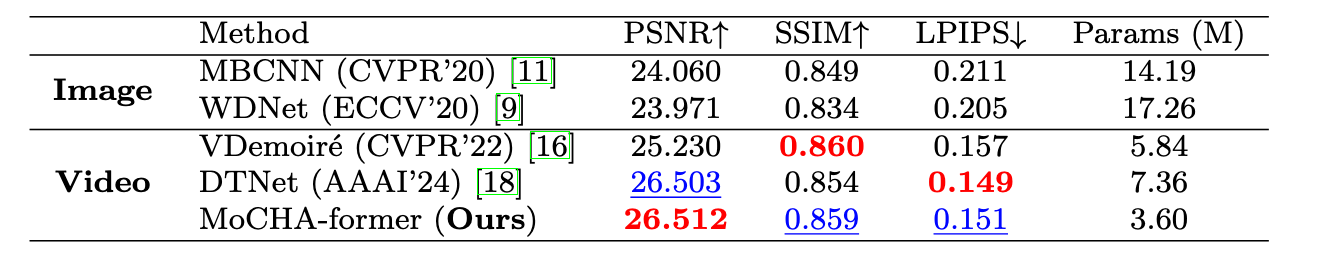 Method PSNR↑ SSIM↑ LPIPS↓ Params (M)
Image MBCNN (CVPR'20) [11] 24.060 0.849 0.211 14.19
WDNet (ECCV'20) [9] 23.971 0.834 0.205 17.26
Video VDemoiré (CVPR'22) [16] 25.230 0.860 0.157 5.84
DTNet (AAAI'24) [18] 26.503 0.854 0.149 7.36
MoCHA-former (Ours) 26.512 0.859 0.151 3.60